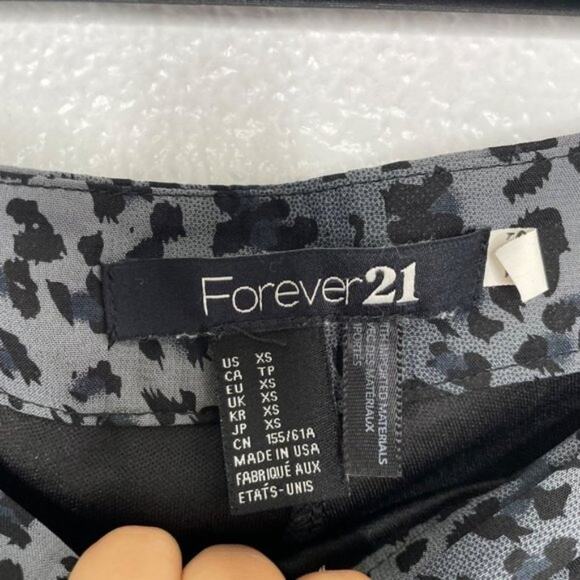 Forever21
US XS
CA TP
EU XS
UK XS
KR XS
JP XS
CN 155/61A
MADE IN USA
FABRIQUÉ AUX
ETATS-UNIS
MATERIALS
MATÉRIAUX